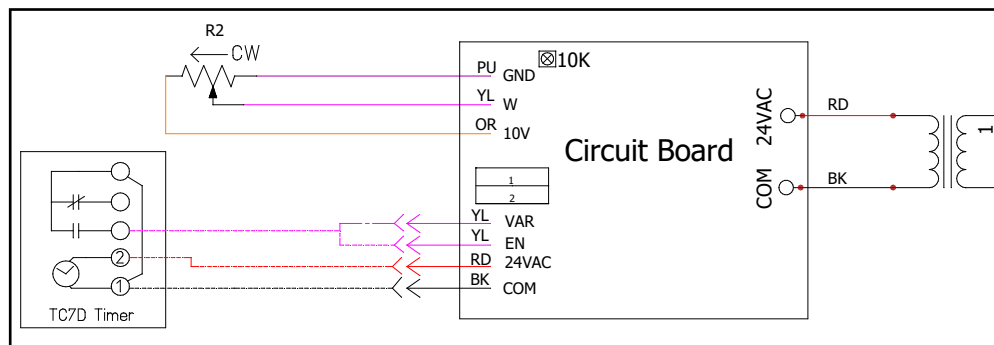 R2
CW
PU GND
10K
YL W
OR 10V
24VAC
RD
Circuit Board
1
1
2
COM
BK
YL VAR
YL EN
RD 24VAC
BK COM
2
1
TC7D Timer